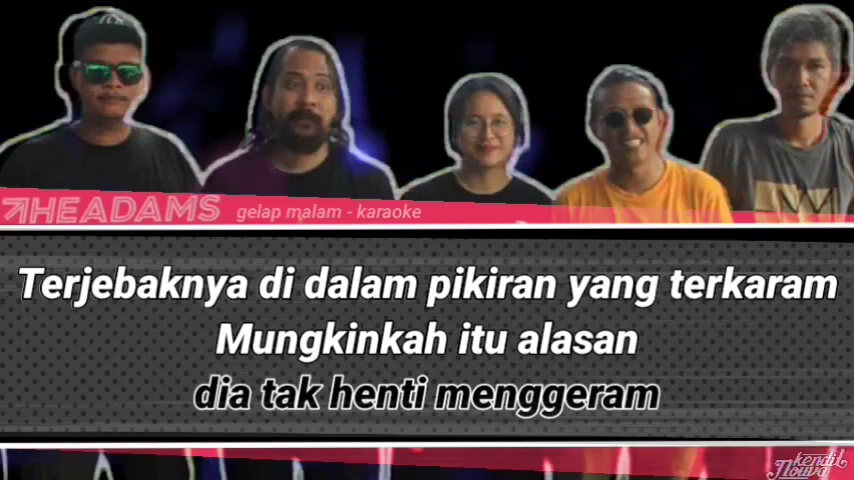 THEADAMS gelap malam - karaoke
Terjebaknya di dalam pikiran yang terkaram
Mungkinkah itu alasan
dia tak henti menggeram
kendil